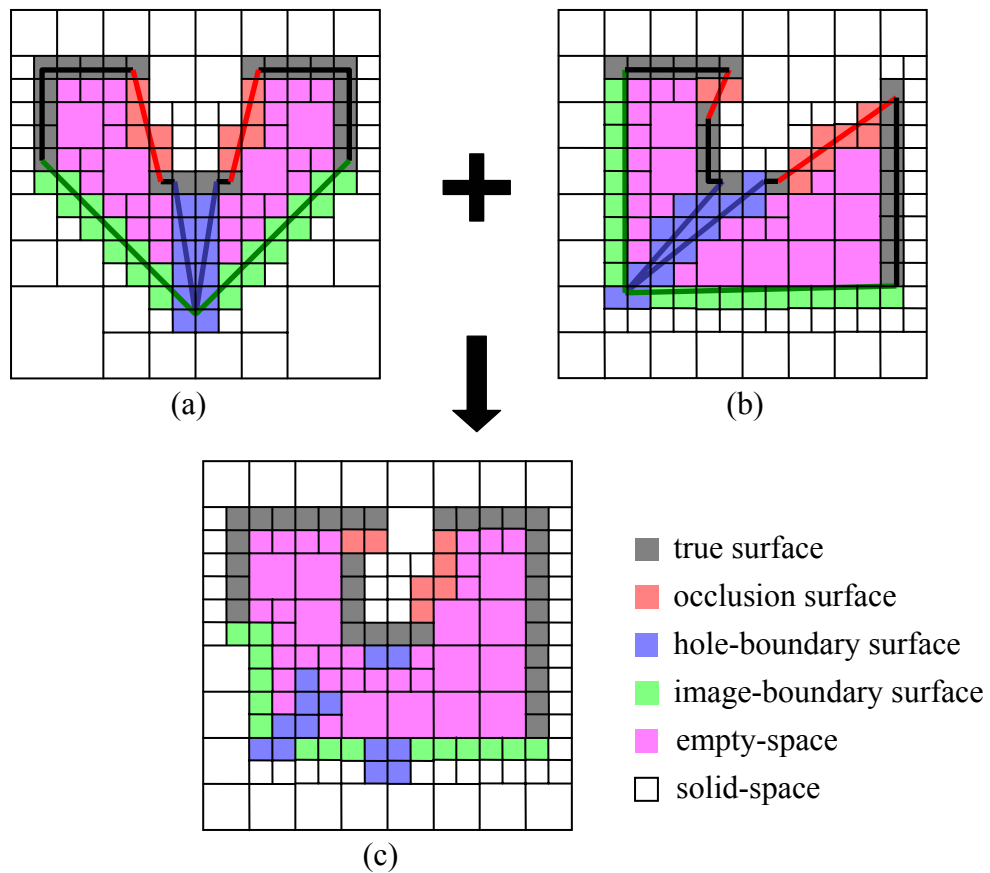 (a)
(b)
(c)
true surface
occlusion surface
hole-boundary surface
image-boundary surface
empty-space
solid-space